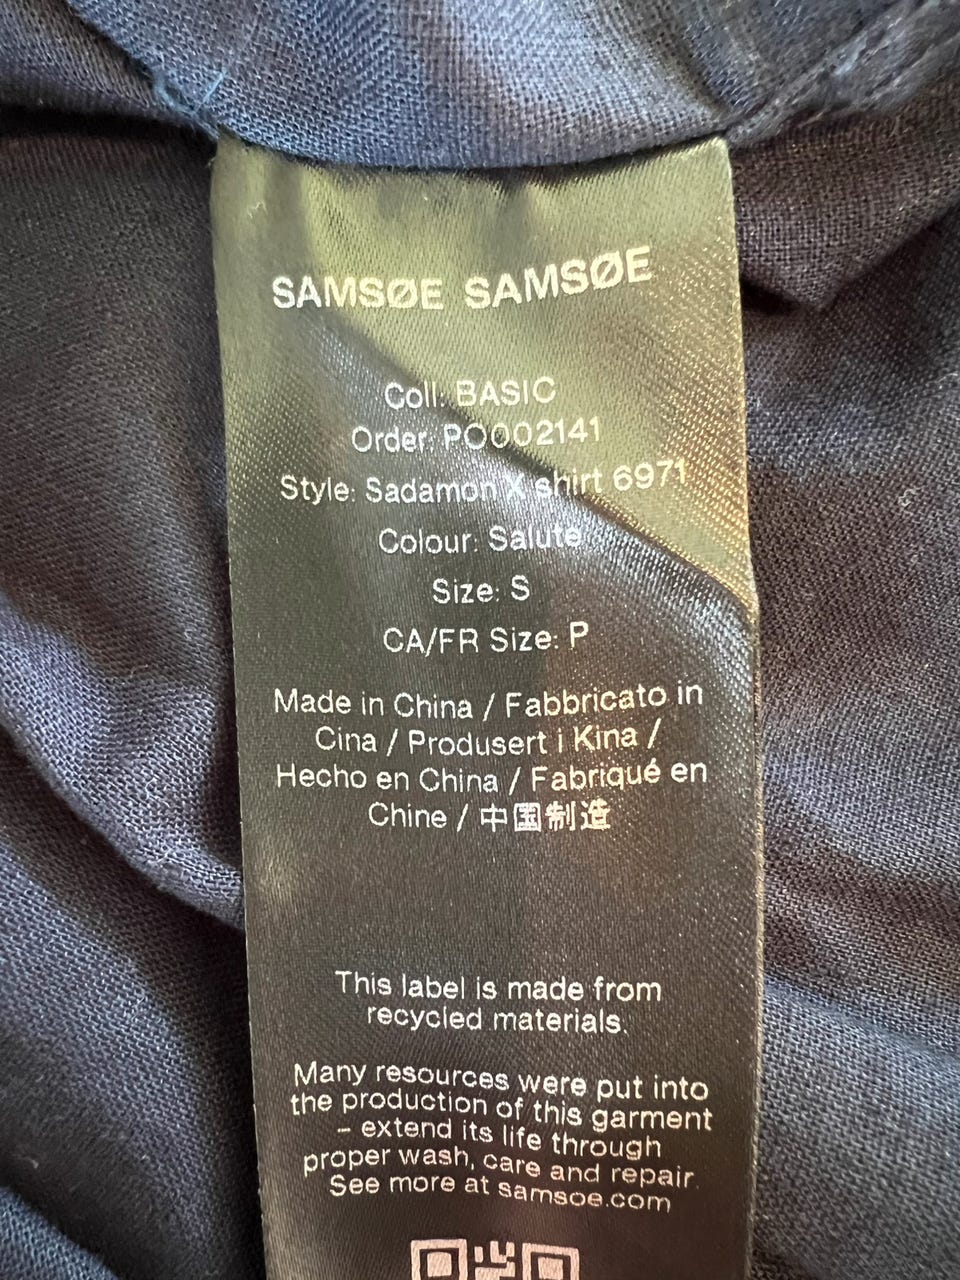 SAMSØE SAMSØE
Coll: BASIC
Order: PO002141
Style: Sadamon X shirt 6971
Colour: Salute
Size: S
CA/FR Size: P
Made in China / Fabbricato in
Cina / Produsert i Kina /
Hecho en China / Fabriqué en
Chine / 中国制造
This label is made from
recycled materials.
Many resources were put into
the production of this garment
– extend its life through
proper wash, care and repair.
See more at samsoe.com